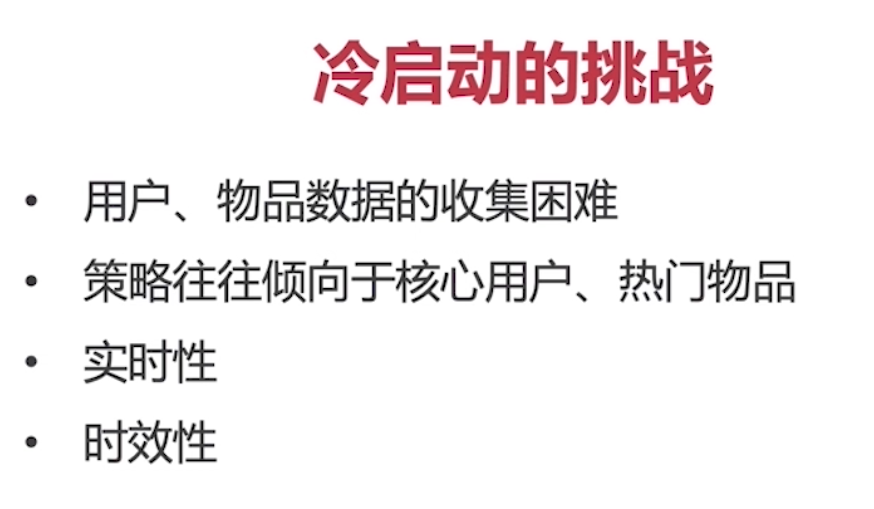 冷启动的挑战
• 用户、物品数据的收集困难
• 策略往往倾向于核心用户、热门物品
• 实时性
• 时效性